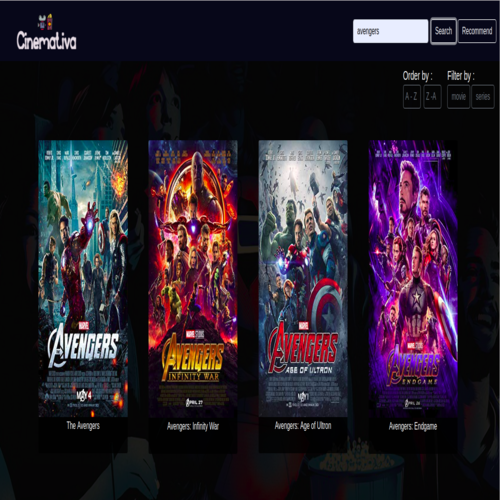 Cinemativa
avengers
Search
Recommend
Order by :
Filter by :
A - Z
Z -A
movie
series
MARVEL
AVENGERS
MAY 4
The Avengers
MARVEL STUDIOS
AVENGERS
INFINITY WAR
APRIL 27
Avengers: Infinity War
MARVEL
AVENGERS
AGE OF ULTRON
MAY 1
Avengers: Age of Ultron
MARVEL STUDIOS
AVENGERS
ENDGAME
Avengers: Endgame